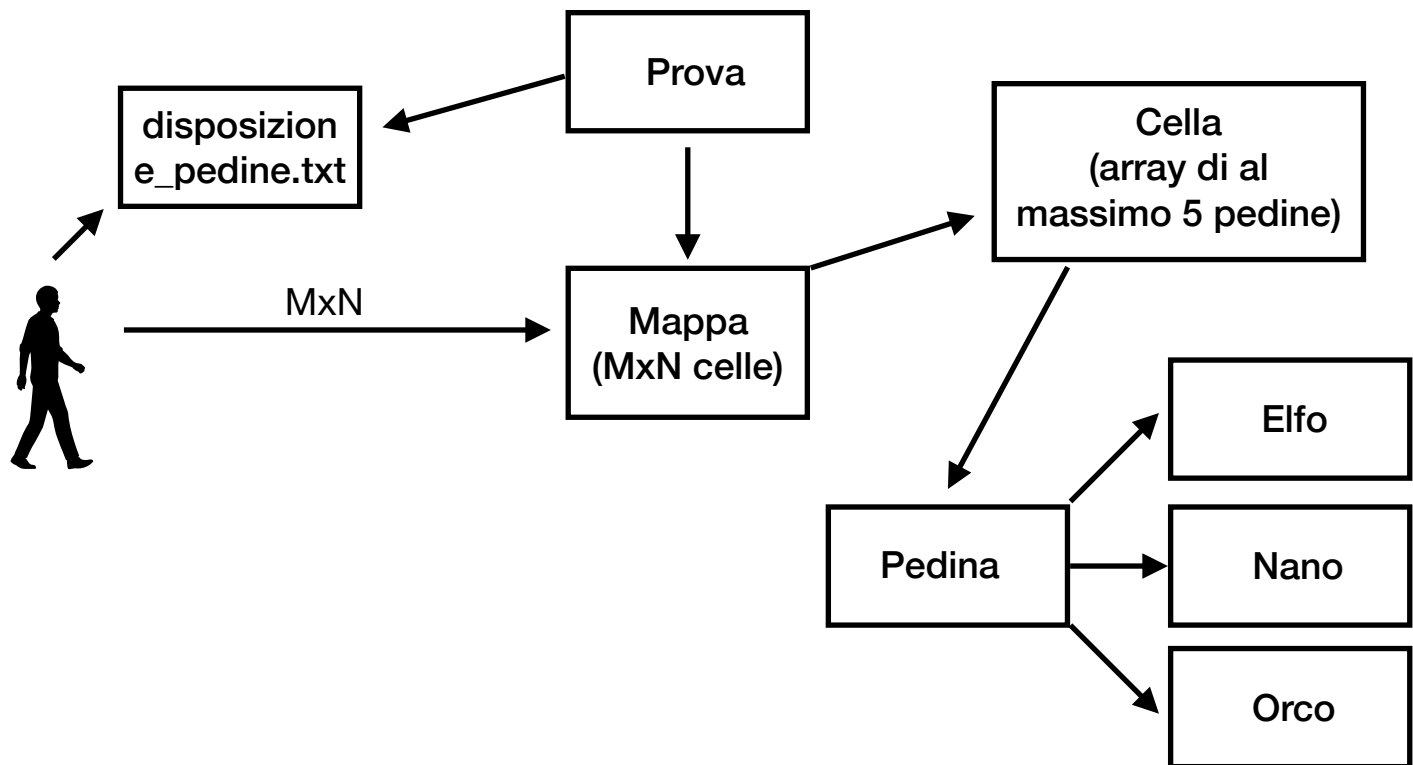 Prova
disposizion
e_pedine.txt
Cella
(array di al
massimo 5 pedine)
MxN
Mappa
(MxN celle)
Elfo
Pedina
Nano
Orco